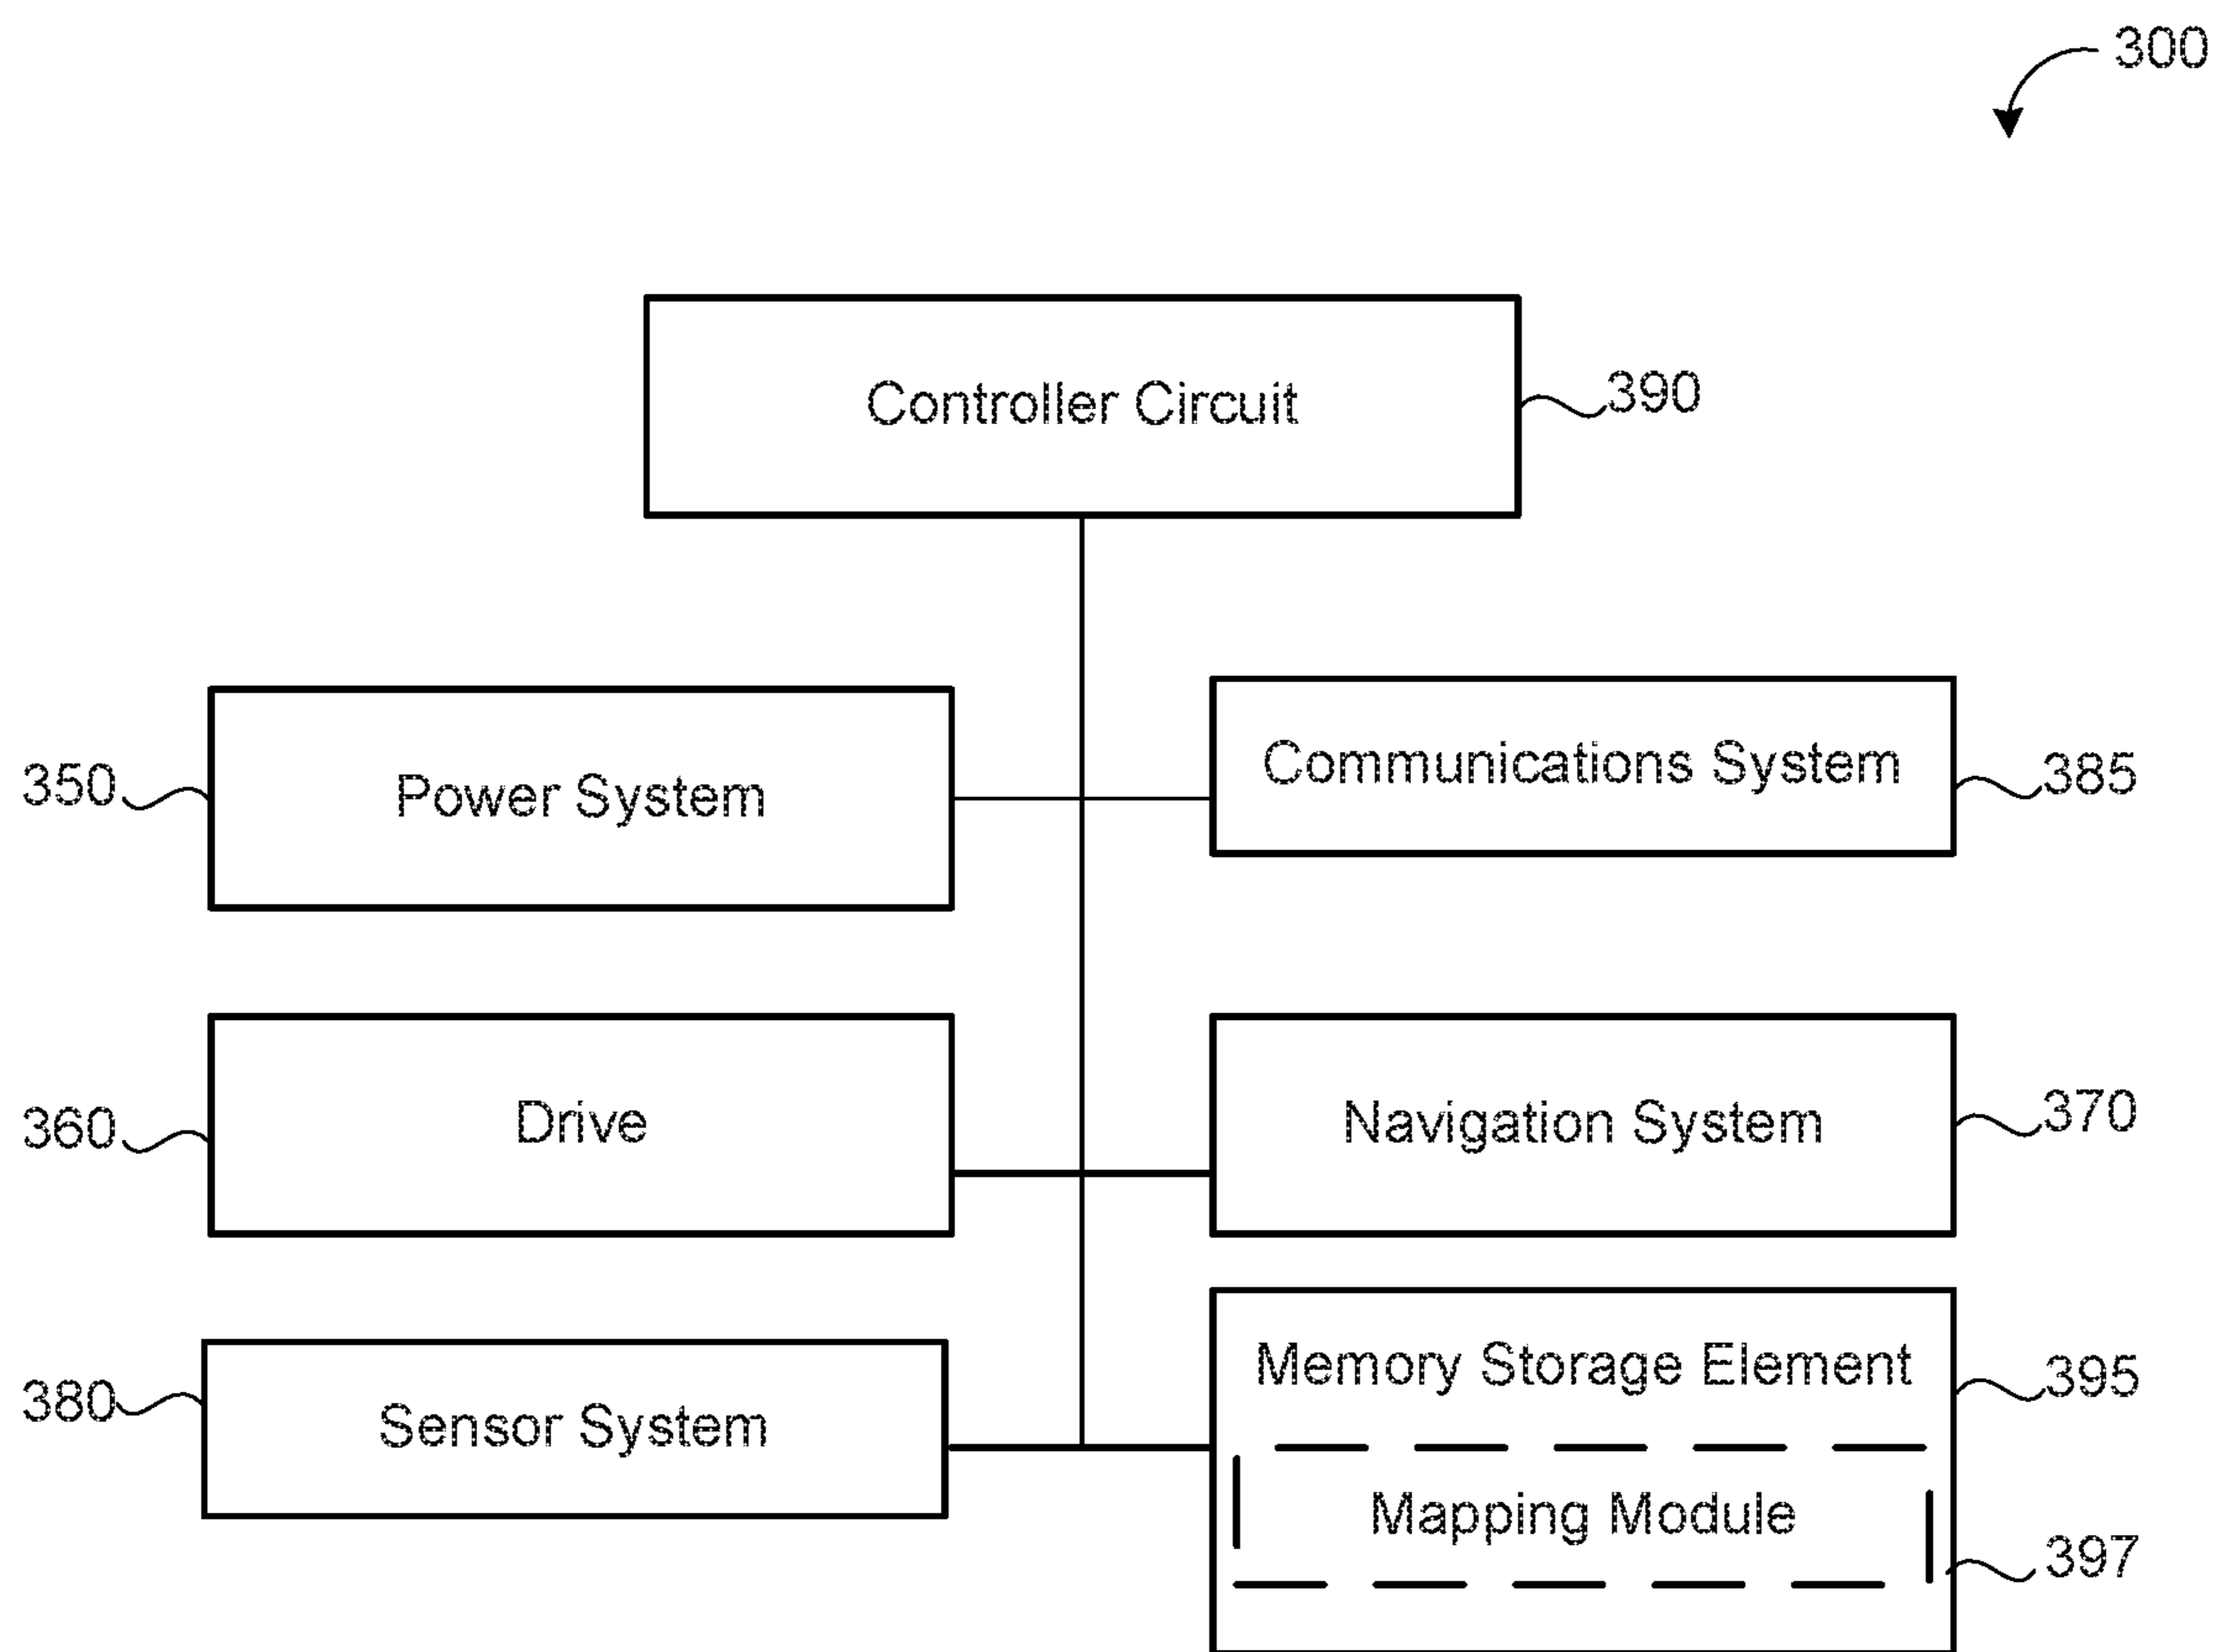 300
Controller Circuit
390
350
Power System
Communications System
385
360
Drive
Navigation System
370
380
Sensor System
Memory Storage Element
395
Mapping Module
397